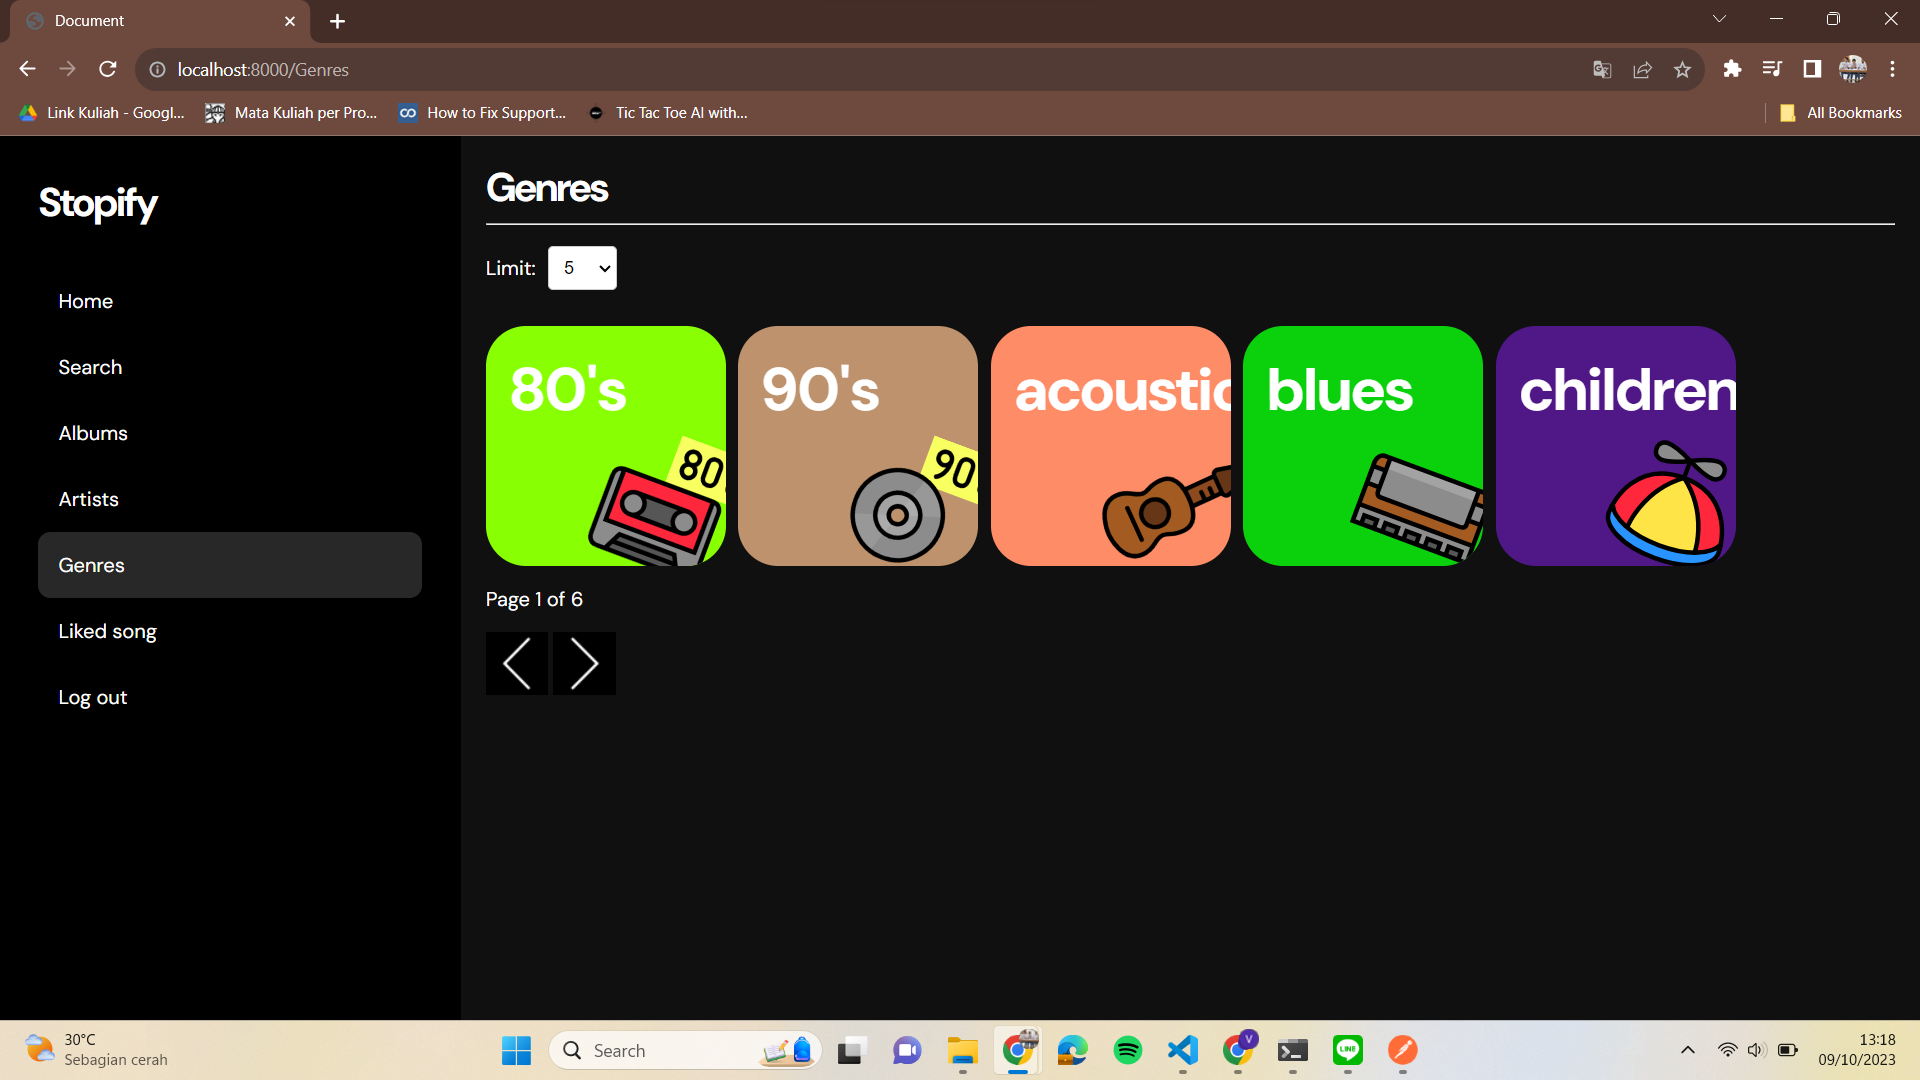 Document
localhost:8000/Genres
Link Kuliah - Googl...
Mata Kuliah per Pro...
How to Fix Support...
Tic Tac Toe AI with...
All Bookmarks
Stopify
Home
Search
Albums
Artists
Genres
Liked song
Log out
Genres
Limit: 5
80's
80
90's
90
acoustic
blues
children
Page 1 of 6
30°C
Sebagian cerah
Search
V
LINE
13:18
09/10/2023